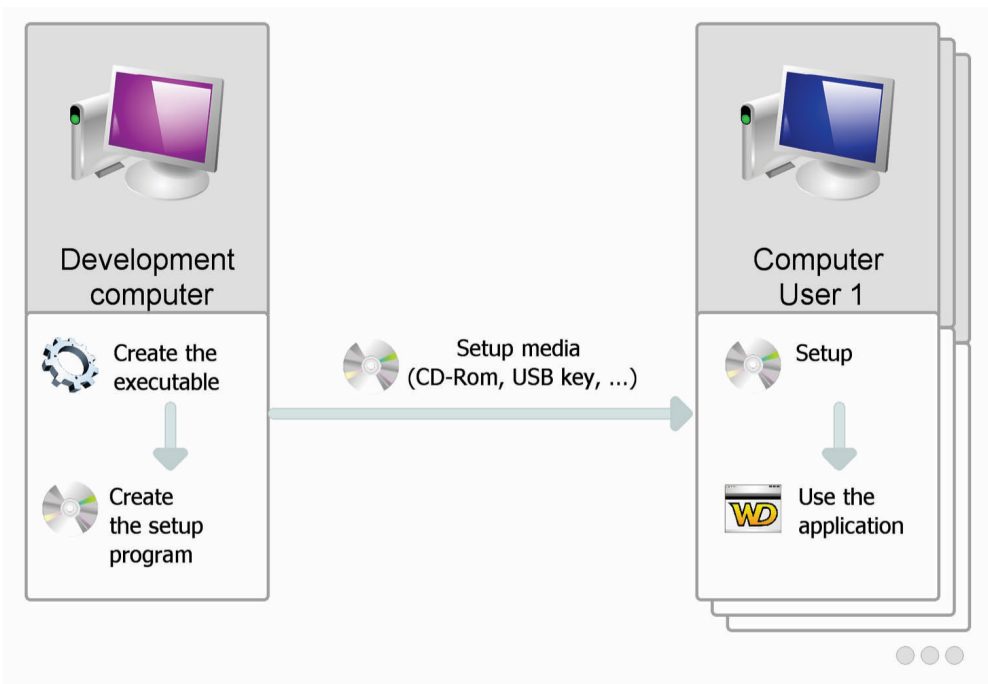 Development
computer
Create the
executable
Create
the setup
program
Setup media
(CD-Rom, USB key, ...)
Computer
User 1
Setup
WD
Use the
application